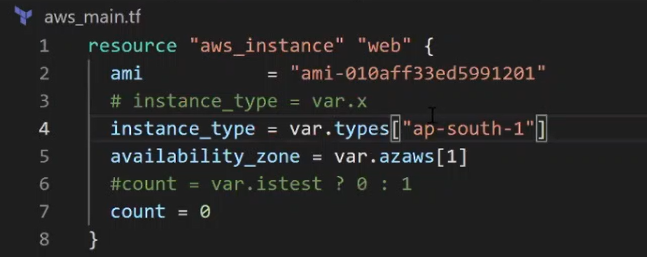 aws_main.tf
1 resource "aws_instance" "web" {
2 ami = "ami-010aff33ed5991201"
3 # instance_type = var.x
4 instance_type = var.types["ap-south-1"]
5 availability_zone = var.azaws[1]
6 #count = var.istest ? 0 : 1
7 count = 0
8 }